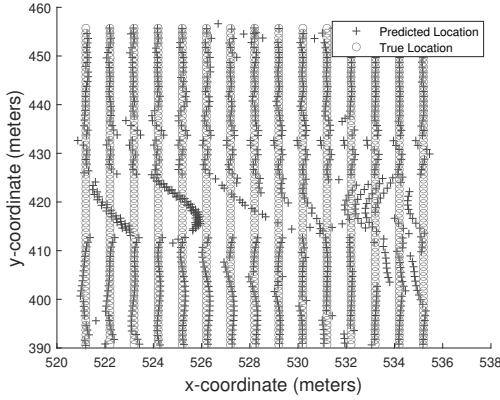 460
450
440
430
420
410
400
390
520 522 524 526 528 530 532 534 536 538
x-coordinate (meters)
y-coordinate (meters)
Predicted Location
True Location